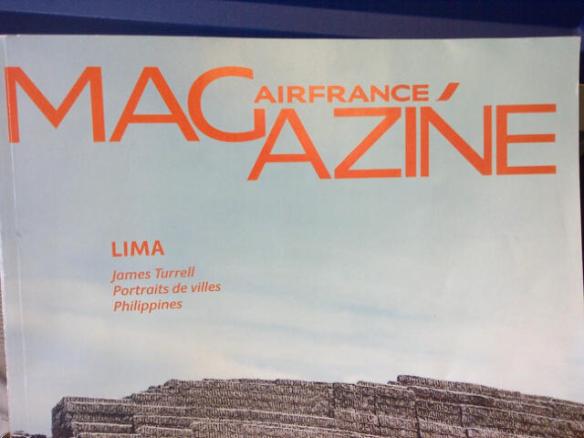 MAGAZINE
AIRFRANCE
LIMA
James Turrell
Portraits de villes
Philippines